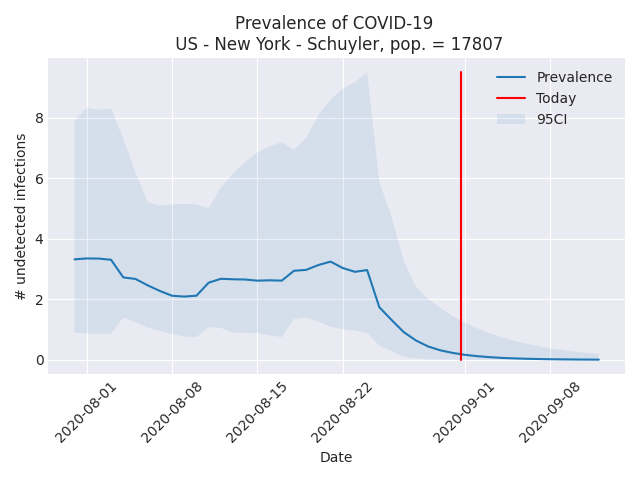 Prevalence of COVID-19
US - New York - Schuyler, pop. = 17807
Prevalence
Today
95CI
# undetected infections
8
6
4
2
0
2020-08-01
2020-08-08
2020-08-15
2020-08-22
2020-09-01
2020-09-08
Date